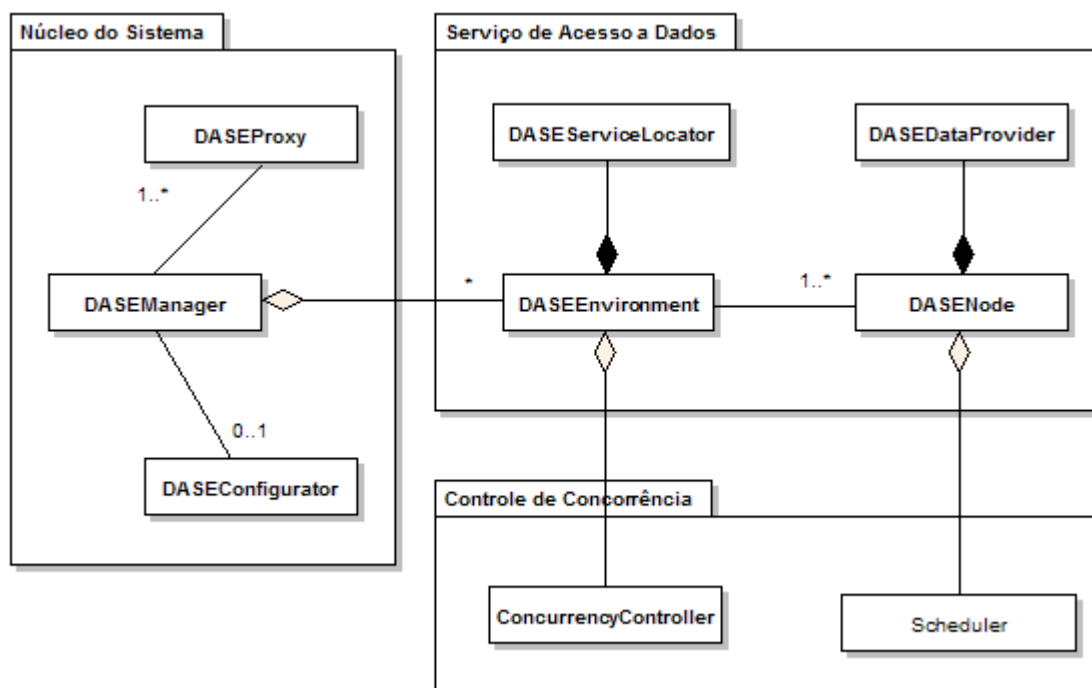 Núcleo do Sistema
Serviço de Acesso a Dados
DASEProxy
DASEServiceLocator
DASEDataProvider
1..*
DASEManager
*
DASEEnvironment
1..*
DASENode
0..1
DASEConfigurator
Controle de Concorrência
ConcurrencyController
Scheduler